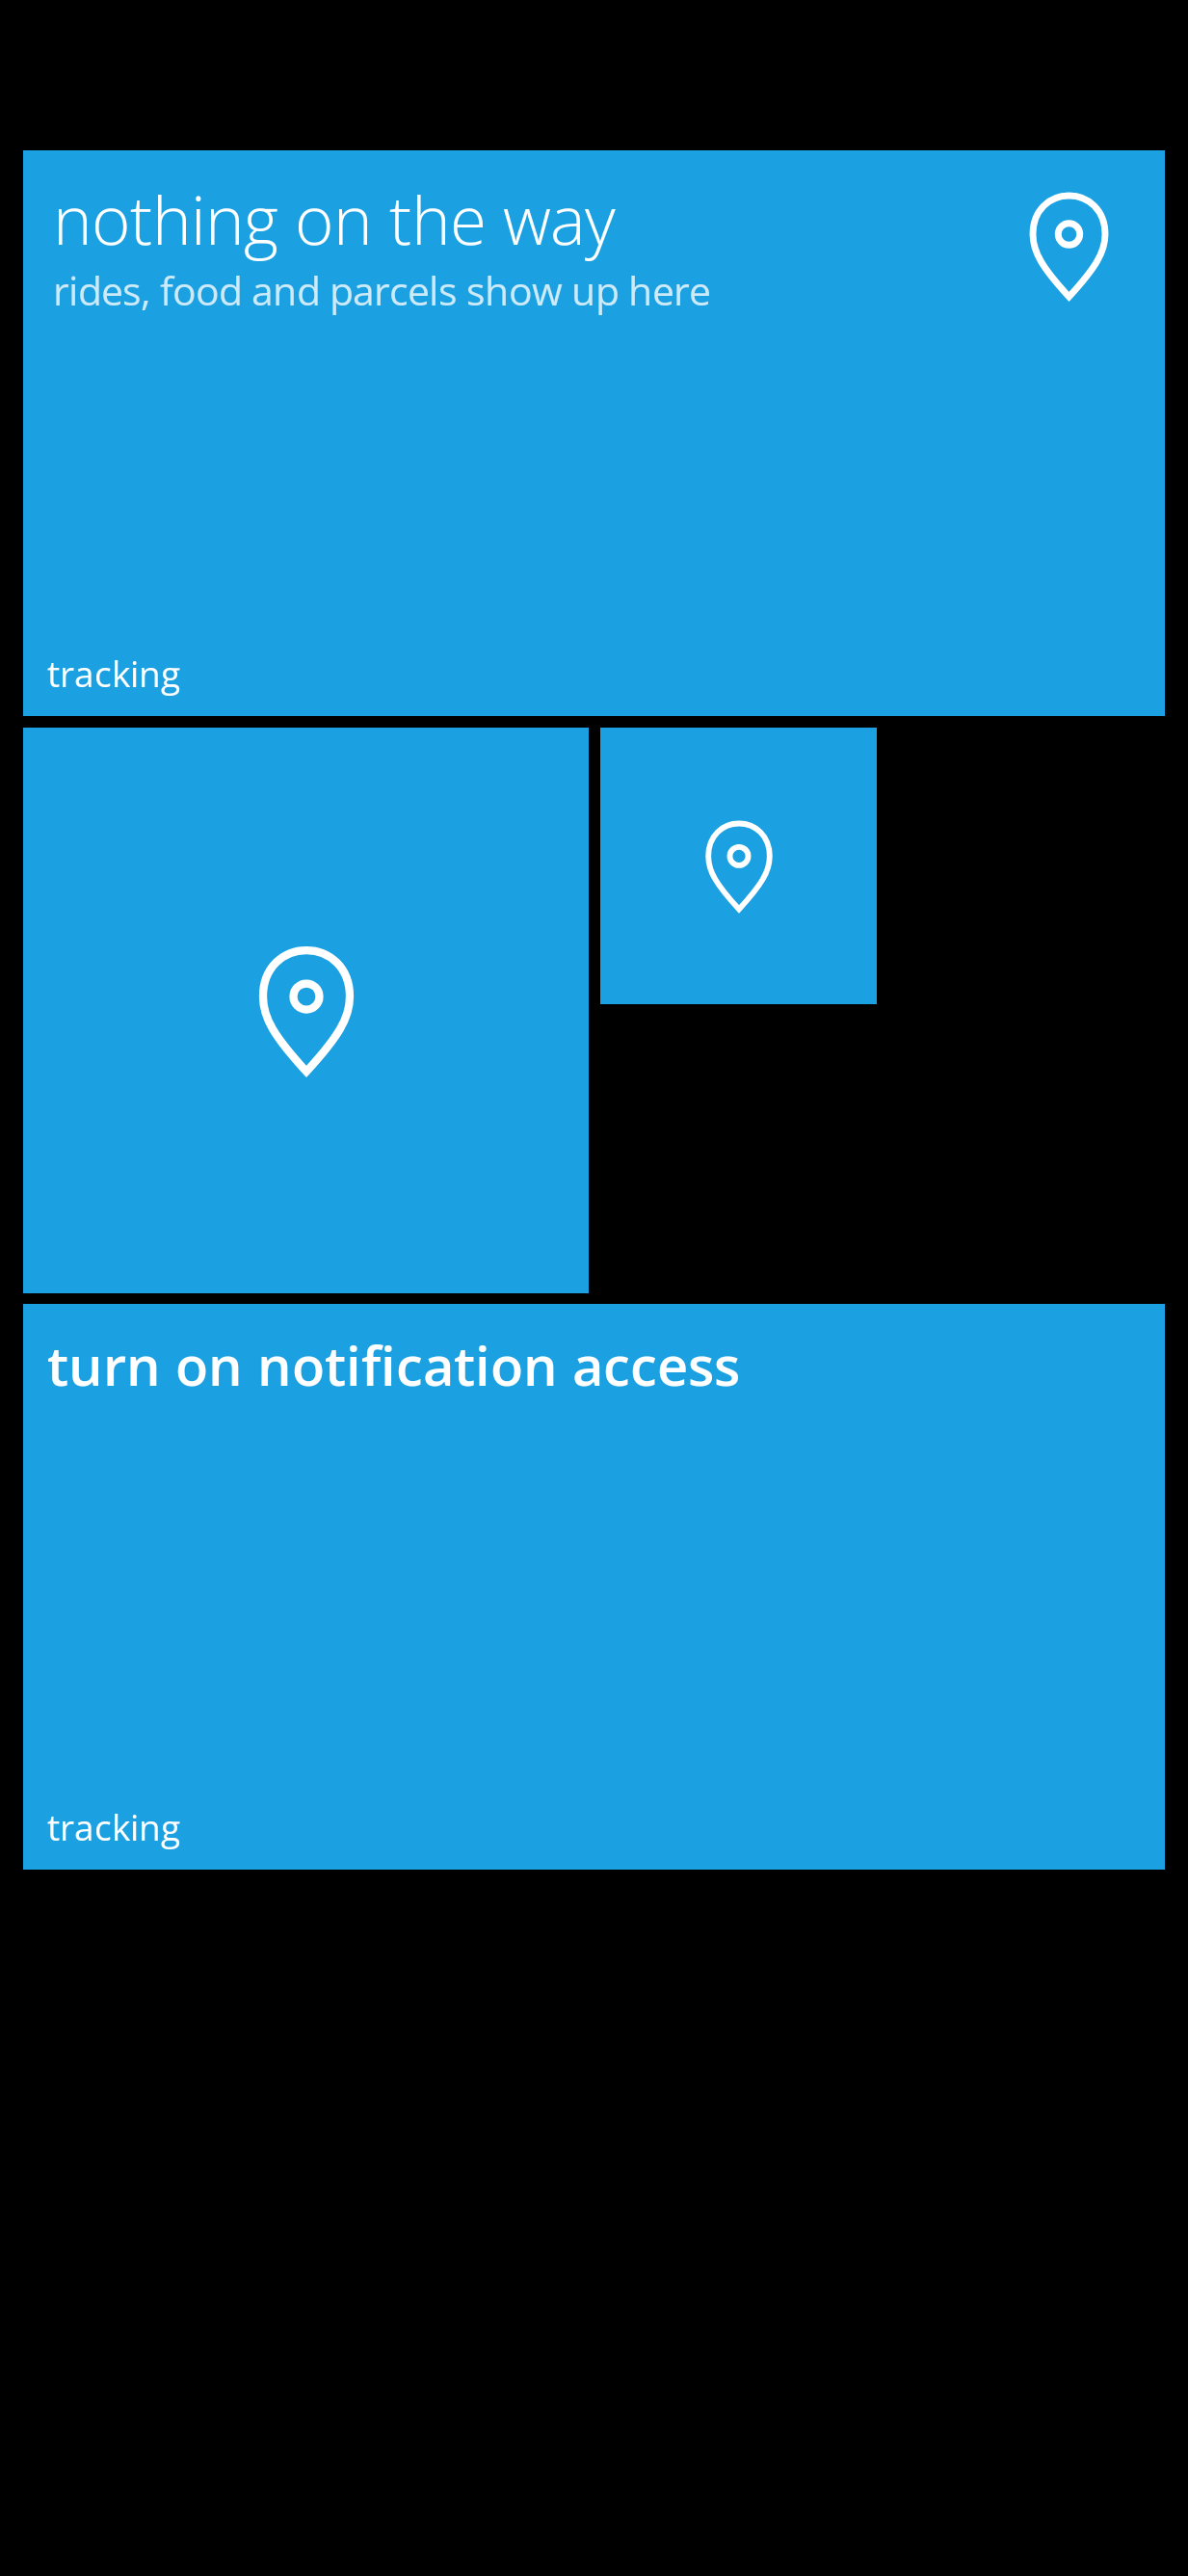 nothing on the way
rides, food and parcels show up here
tracking
turn on notification access
tracking